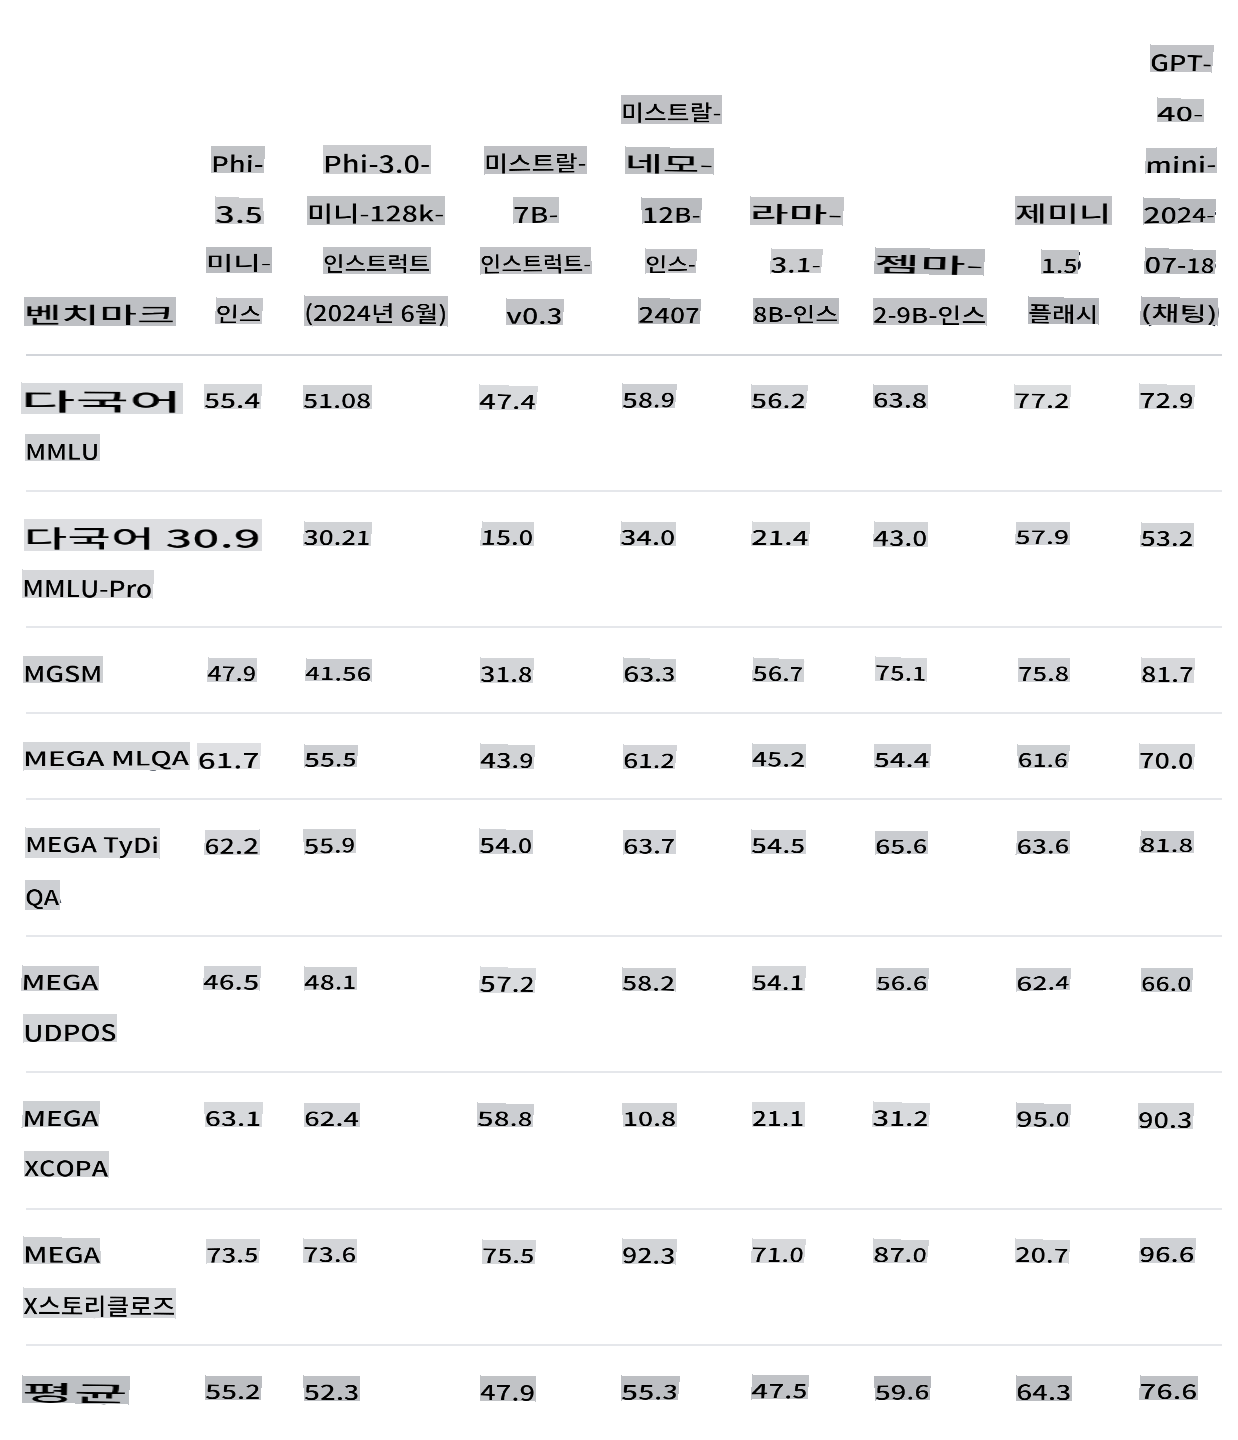 GPT-
미스트랄- 40-
Phi- Phi-3.0- 미스트랄- 네모- mini-
3.5 미니-128k- 7B- 12B- 라마- 제미니 2024-
미니- 인스트럭트 인스트럭트- 인스- 3.1- 젬마- 1.5 07-18
벤치마크 인스 (2024년 6월) v0.3 2407 8B-인스 2-9B-인스 플래시 (채팅)
다국어 55.4 51.08 47.4 58.9 56.2 63.8 77.2 72.9
MMLU
다국어 30.9 30.21 15.0 34.0 21.4 43.0 57.9 53.2
MMLU-Pro
MGSM 47.9 41.56 31.8 63.3 56.7 75.1 75.8 81.7
MEGA MLQA 61.7 55.5 43.9 61.2 45.2 54.4 61.6 70.0
MEGA TyDi 62.2 55.9 54.0 63.7 54.5 65.6 63.6 81.8
QA
MEGA 46.5 48.1 57.2 58.2 54.1 56.6 62.4 66.0
UDPOS
MEGA 63.1 62.4 58.8 10.8 21.1 31.2 95.0 90.3
XCOPA
MEGA 73.5 73.6 75.5 92.3 71.0 87.0 20.7 96.6
X스토리클로즈
평균 55.2 52.3 47.9 55.3 47.5 59.6 64.3 76.6